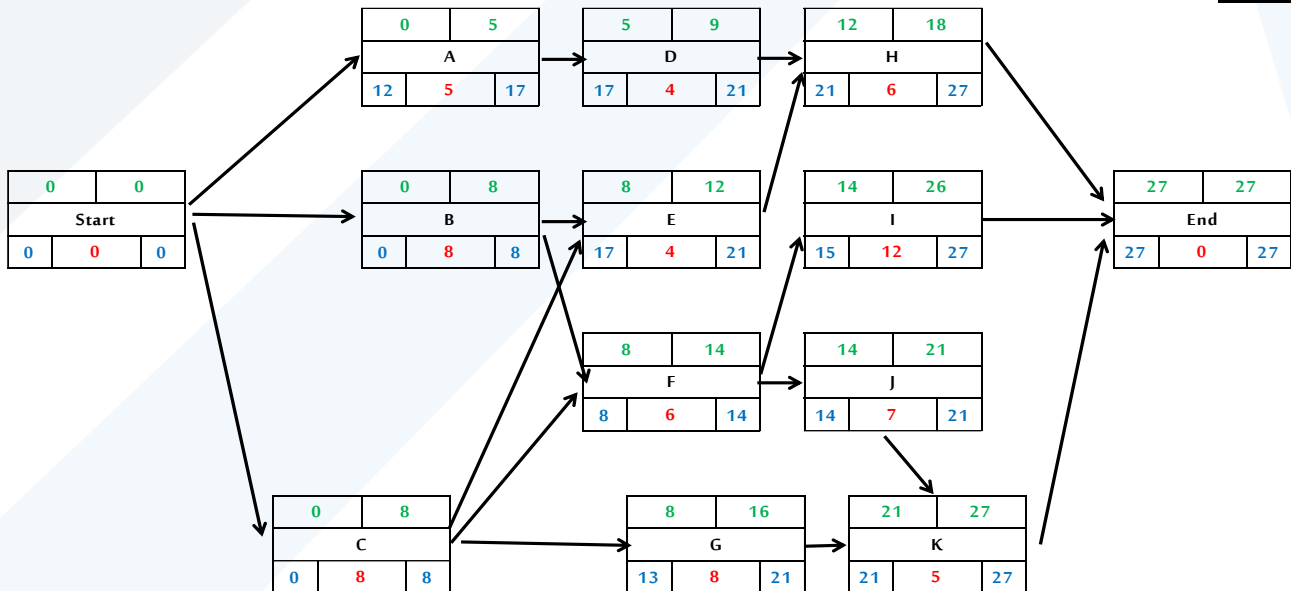 0 5
A
12 5 17
5 9
D
17 4 21
12 18
H
21 6 27
0 0
Start
0 0 0
0 8
B
0 8 8
8 12
E
17 4 21
14 26
I
15 12 27
27 27
End
27 0 27
8 14
F
8 6 14
14 21
J
14 7 21
0 8
C
0 8 8
8 16
G
13 8 21
21 27
K
21 5 27